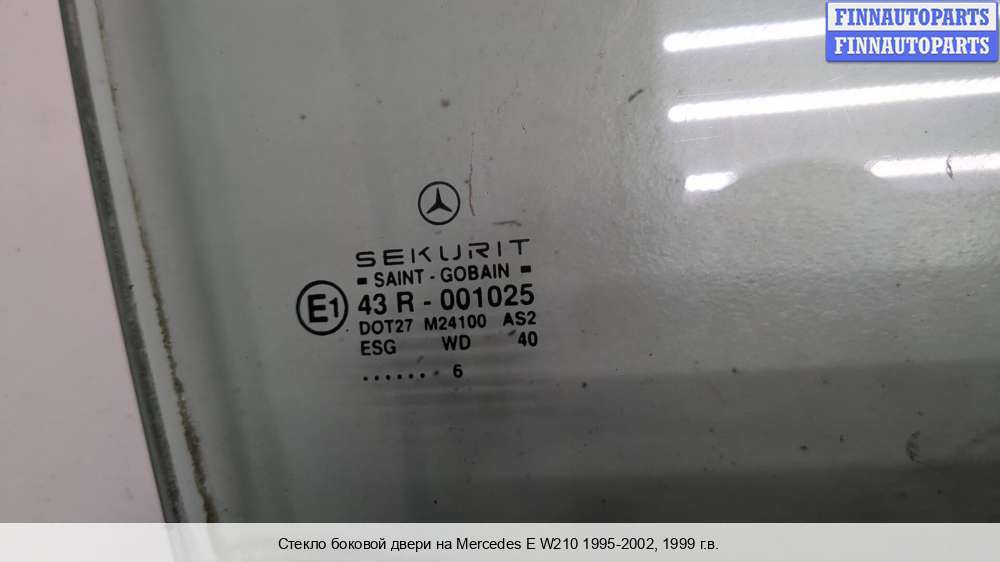 FINNAUTOPARTS
FINNAUTOPARTS
SEKURIT
SAINT - GOBAIN
E1 43 R - 001025
DOT27 M24100 AS2
ESG WD 40
....... 6
Стекло боковой двери на Mercedes E W210 1995-2002, 1999 г.в.